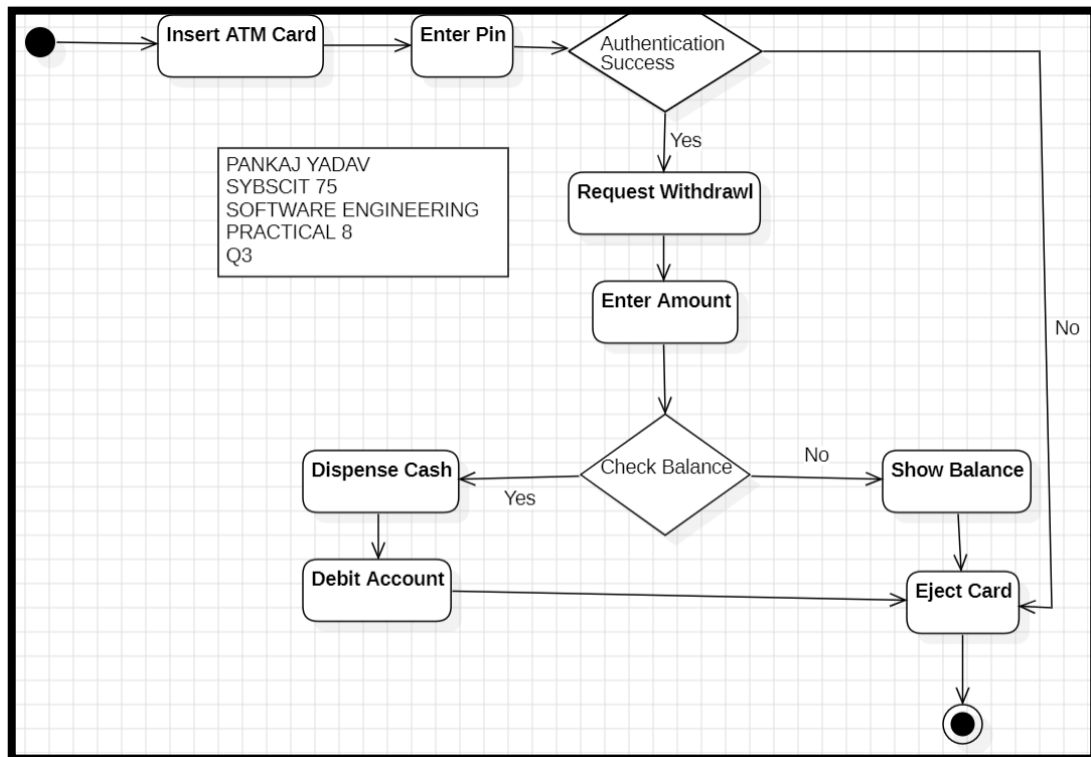 Insert ATM Card
Enter Pin
Authentication
Success
Yes
PANKAJ YADAV
SYBSCIT 75
SOFTWARE ENGINEERING
PRACTICAL 8
Q3
Request Withdrawl
Enter Amount
No
Check Balance
No
Yes
Dispense Cash
Show Balance
Debit Account
Eject Card